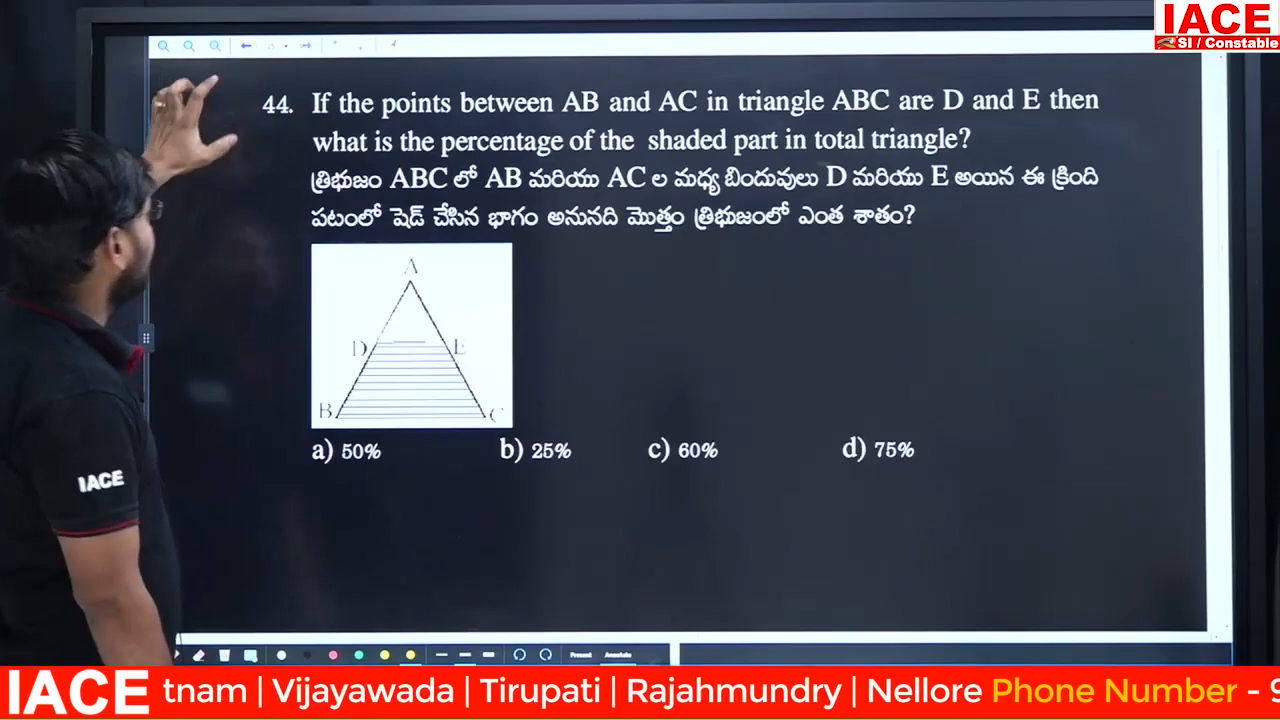 IACE
SI / Constable
44. If the points between AB and AC in triangle ABC are D and E then
what is the percentage of the shaded part in total triangle?
త్రిభుజం ABC లో AB మరియు AC ల మధ్య బిందువులు D మరియు E అయిన ఈ క్రింది
పటంలో షేడ్ చేసిన భాగం అనునది మొత్తం త్రిభుజంలో ఎంత శాతం?
A
D E
B C
a) 50% b) 25% c) 60% d) 75%
IACE
IACE tnam | Vijayawada | Tirupati | Rajahmundry | Nellore Phone Number - 9